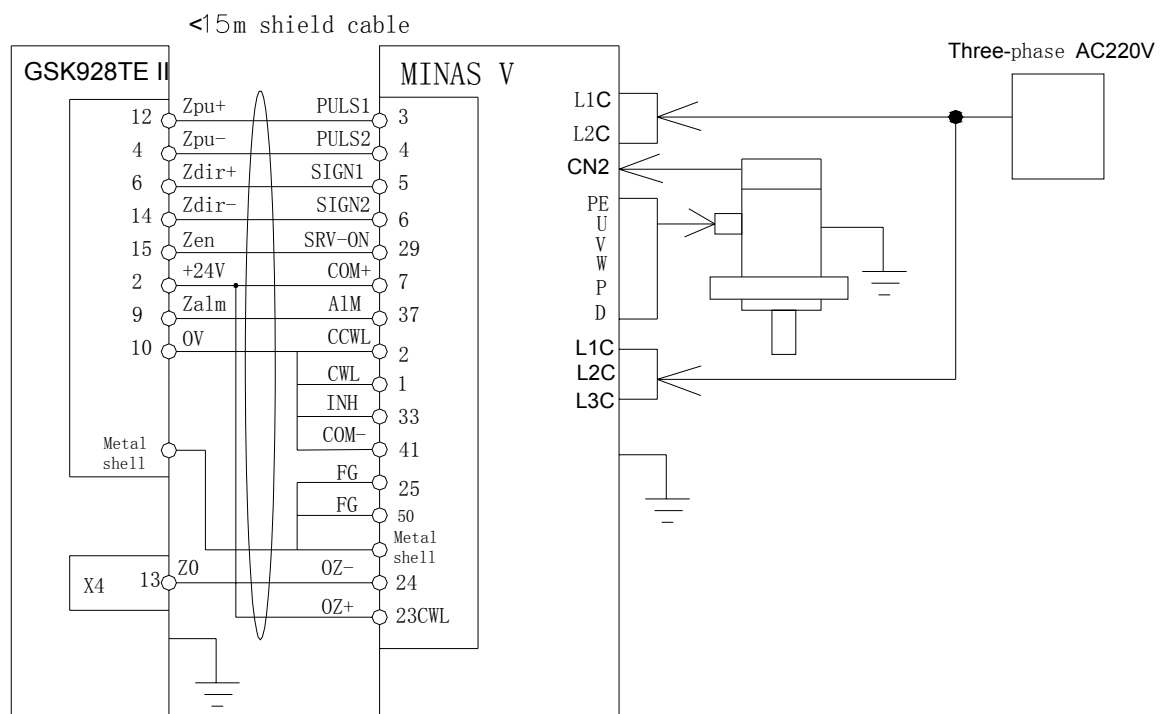 <15m shield cable
GSK928TE II
MINAS V
Three-phase AC220V
12 Zpu+ PULS1 3
4 Zpu- PULS2 4
6 Zdir+ SIGN1 5
14 Zdir- SIGN2 6
15 Zen SRV-ON 29
2 +24V COM+ 7
9 Zalm A1M 37
10 0V CCWL 2
CWL 1
INH 33
COM- 41
Metal
shell
FG 25
FG 50
Metal
shell
X4 13 Z0 OZ- 24
OZ+ 23CWL
L1C
L2C
CN2
PE
U
V
W
P
D
L1C
L2C
L3C